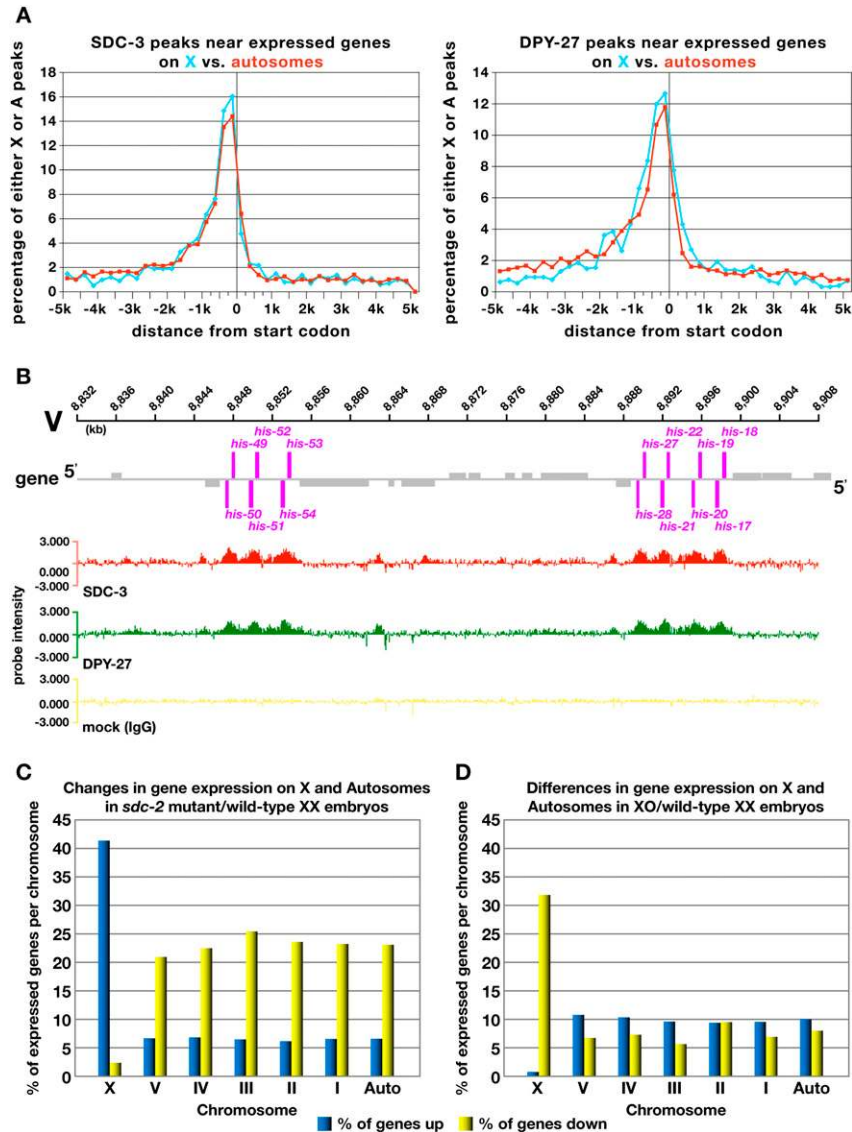 A
SDC-3 peaks near expressed genes
on X vs. autosomes
percentage of either X or A peaks
18
16
14
12
10
8
6
4
2
0
-5k -4k -3k -2k -1k 0 1k 2k 3k 4k 5k
distance from start codon
DPY-27 peaks near expressed genes
on X vs. autosomes
percentage of either X or A peaks
14
12
10
8
6
4
2
0
-5k -4k -3k -2k -1k 0 1k 2k 3k 4k 5k
distance from start codon
B
8,832 8,836 8,840 8,844 8,848 8,852 8,856 8,860 8,864 8,868 8,872 8,876 8,880 8,884 8,888 8,892 8,896 8,900 8,904 8,908
V
(kb)
his-52 his-22 his-18
his-49 his-53 his-27 his-19
gene 5' 5'
his-50 his-54 his-28 his-20
his-51 his-21 his-17
probe intensity
3.000
0.000
-3.000
SDC-3
3.000
0.000
-3.000
DPY-27
3.000
0.000
-3.000
mock (IgG)
C
Changes in gene expression on X and Autosomes
in sdc-2 mutant/wild-type XX embryos
% of expressed genes per chromosome
45
40
35
30
25
20
15
10
5
0
X V IV III II I Auto
Chromosome
D
Differences in gene expression on X and
Autosomes in XO/wild-type XX embryos
% of expressed genes per chromosome
45
40
35
30
25
20
15
10
5
0
X V IV III II I Auto
Chromosome
% of genes up % of genes down